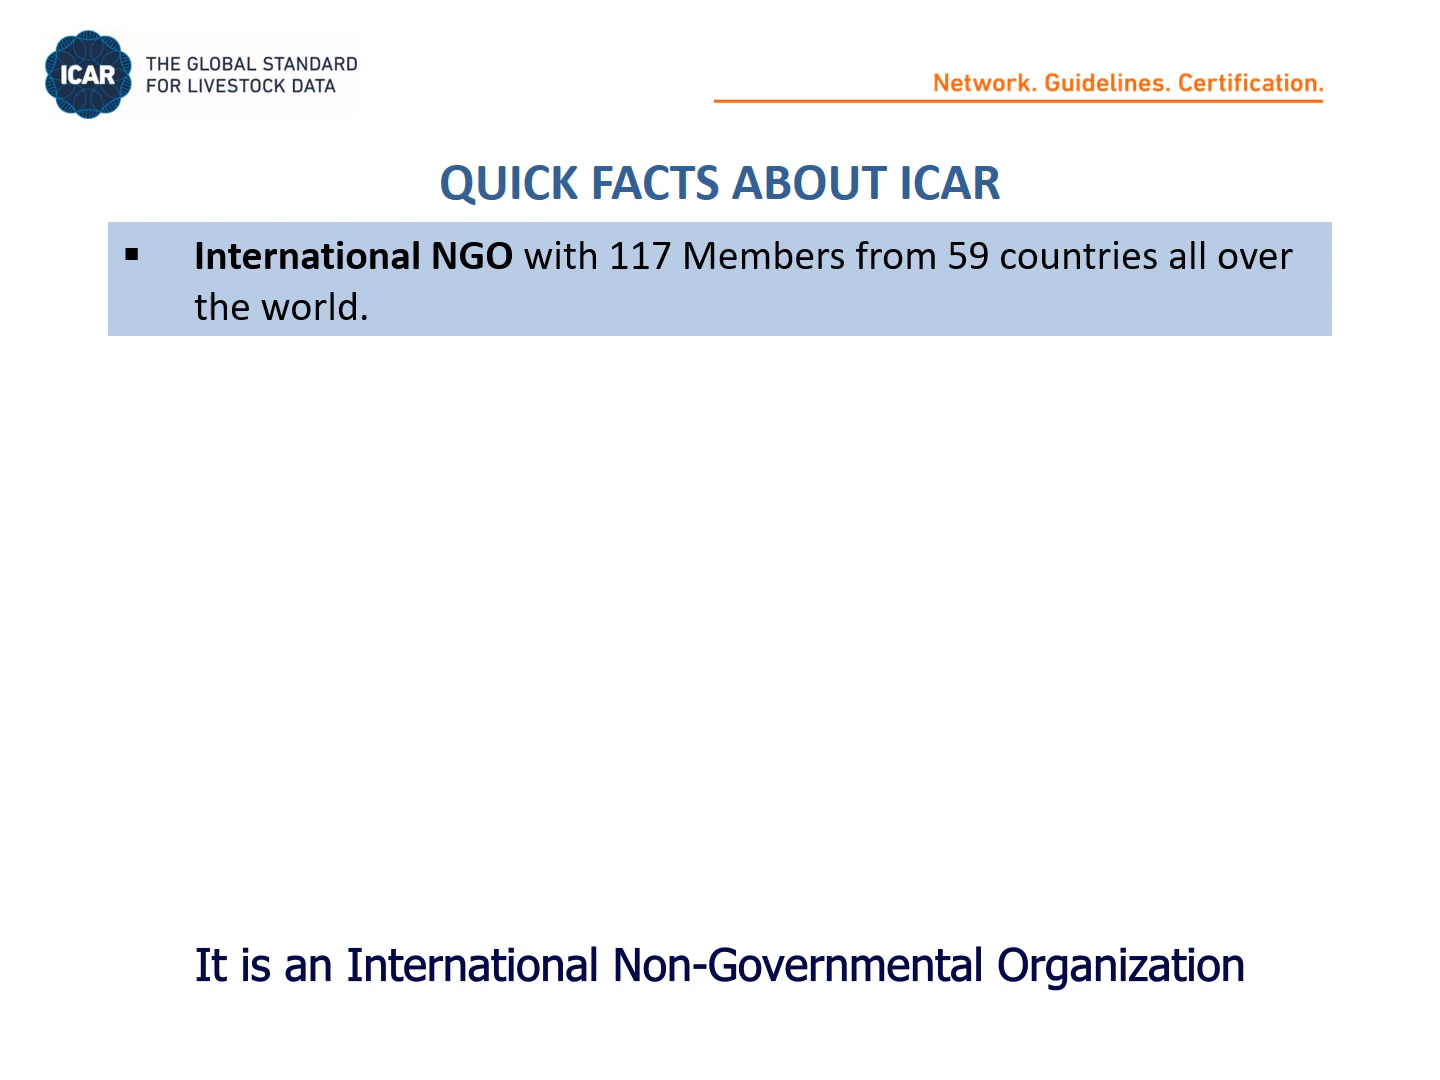 ICAR
THE GLOBAL STANDARD
FOR LIVESTOCK DATA
Network. Guidelines. Certification.
QUICK FACTS ABOUT ICAR
▪ International NGO with 117 Members from 59 countries all over
the world.
It is an International Non-Governmental Organization